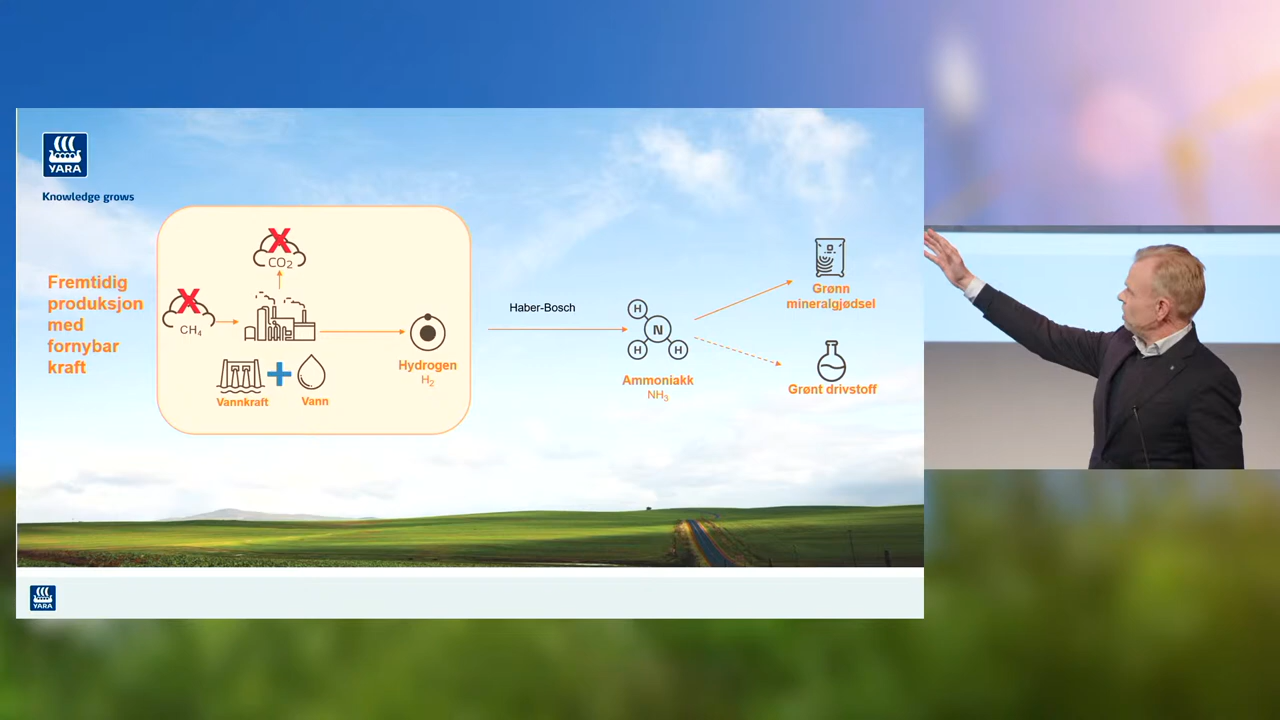 YARA
Knowledge grows
Fremtidig
produksjon
med
fornybar
kraft
CO₂
CH₄
Vannkraft
Vann
Hydrogen
H₂
Haber-Bosch
H
N
H
H
Ammoniakk
NH₃
Grønn
mineralgjødsel
Grønt drivstoff
YARA